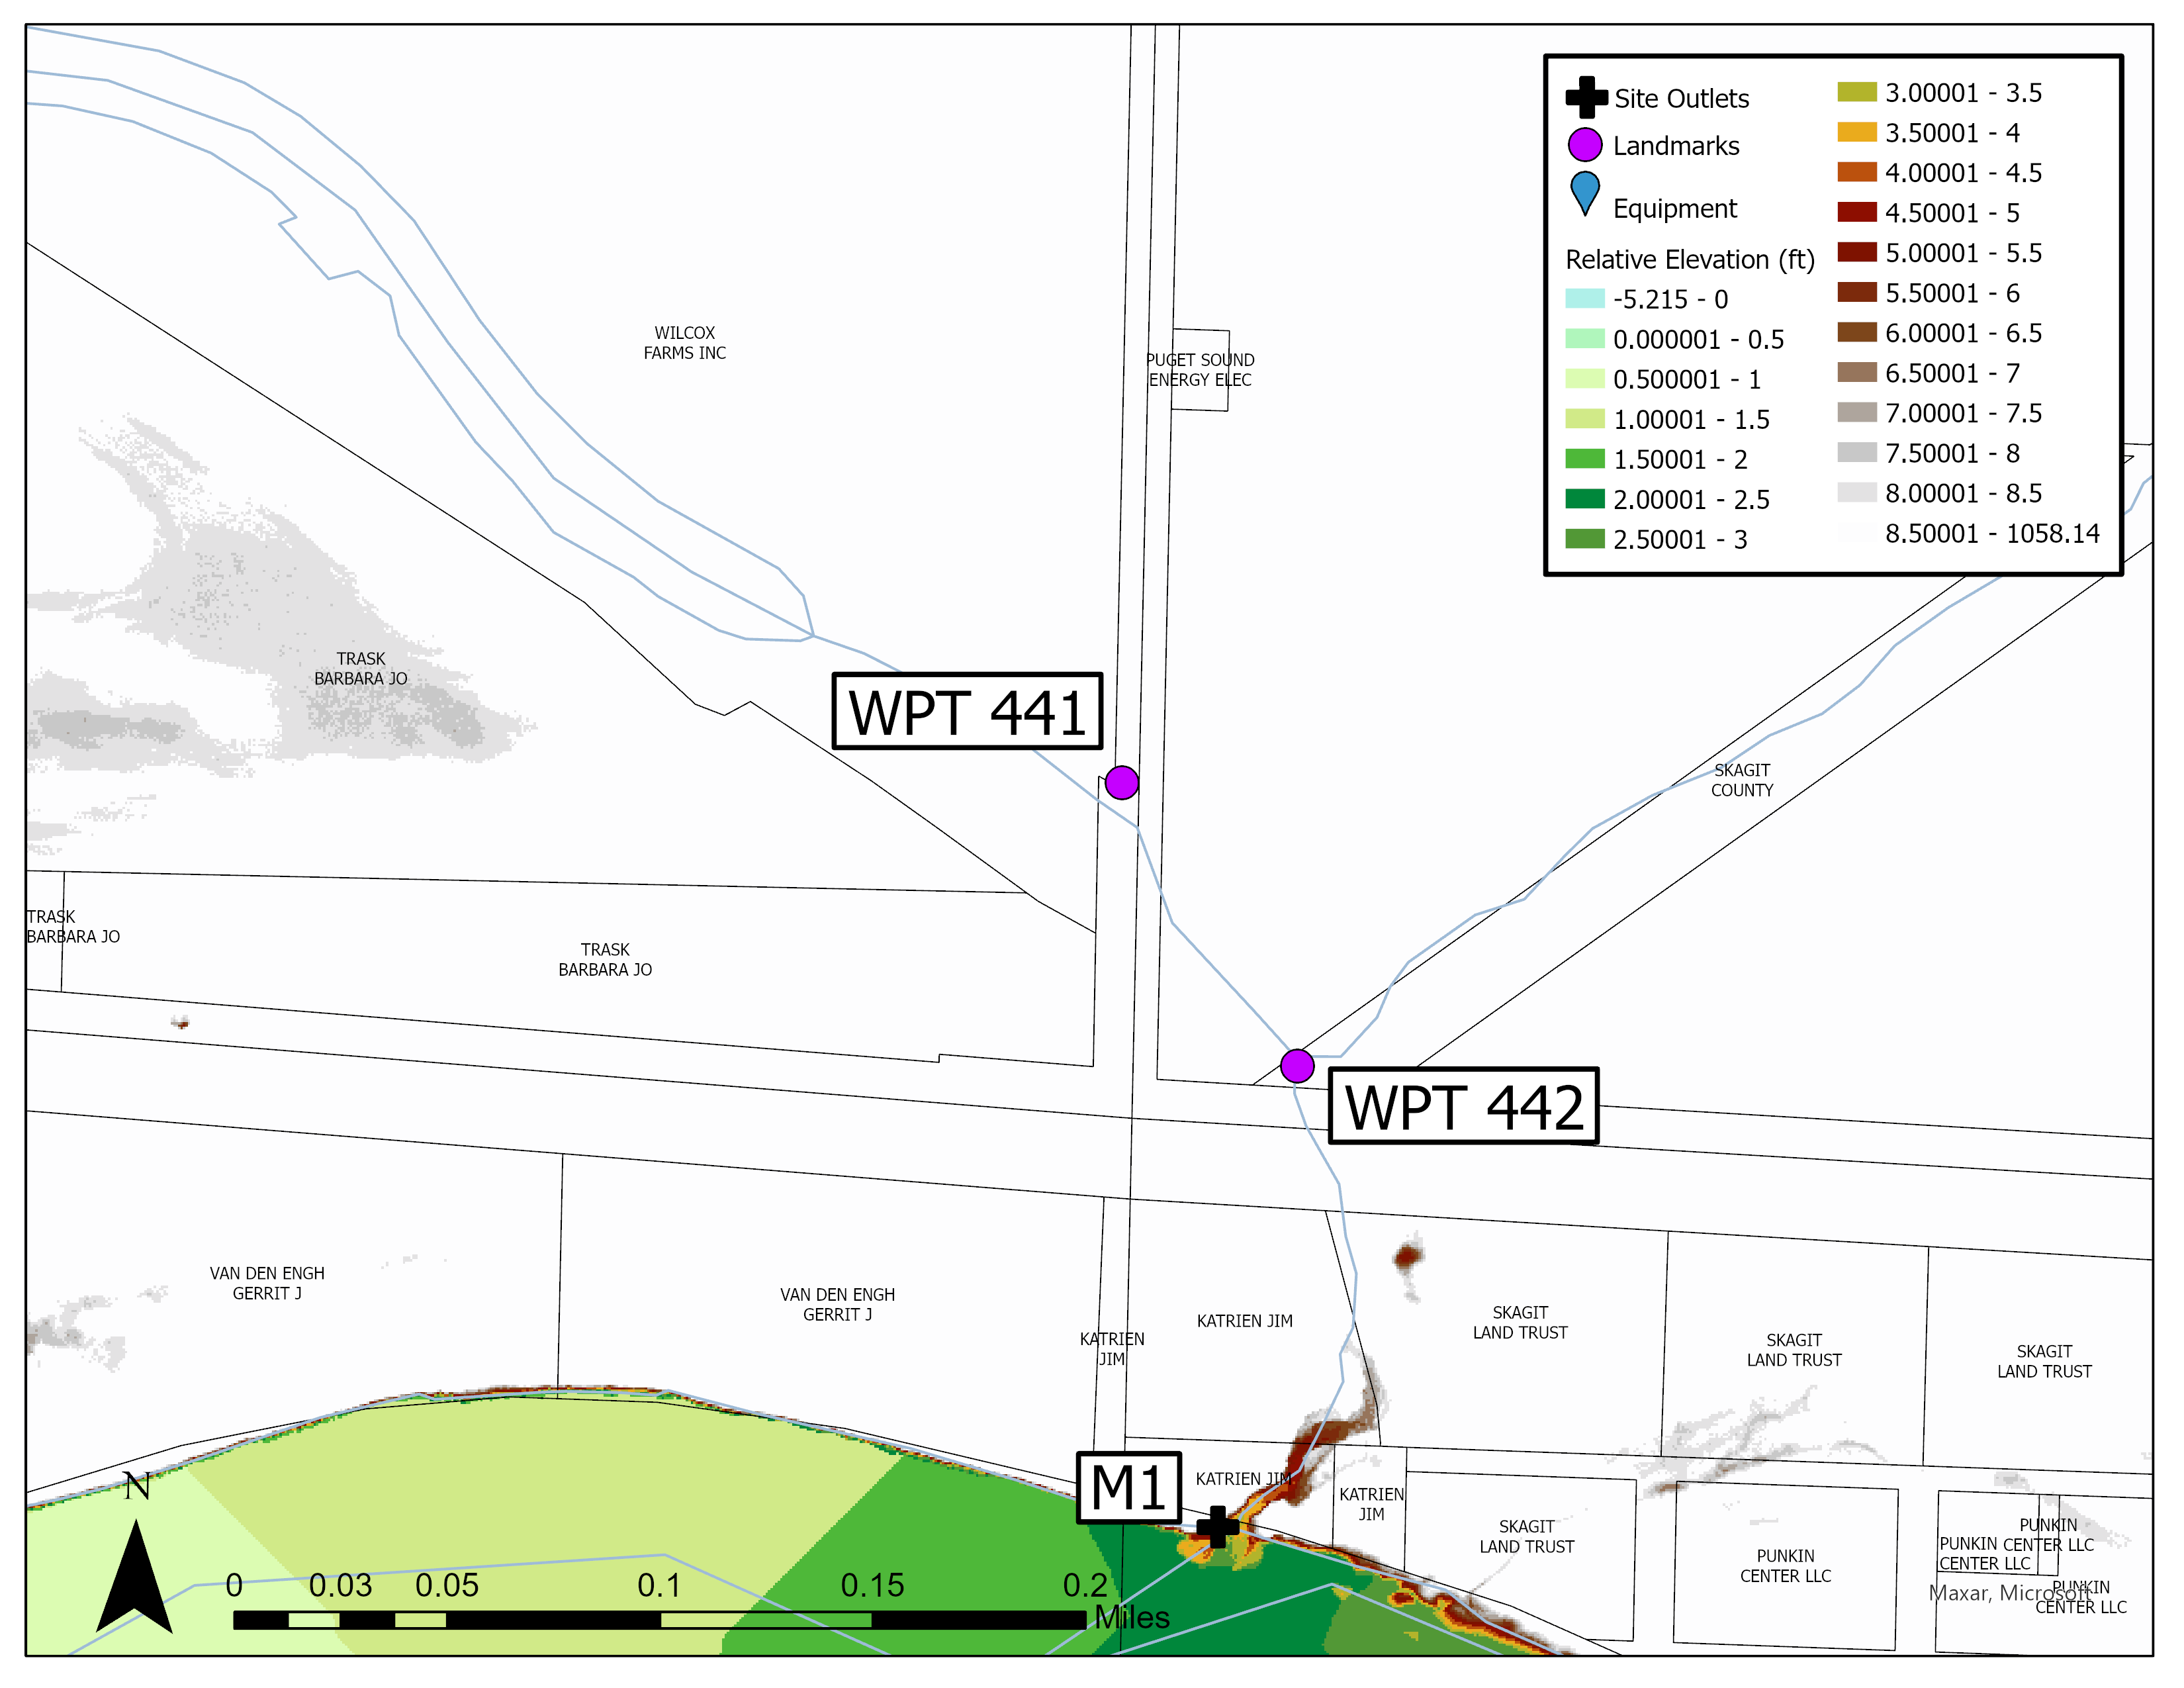 Site Outlets
Landmarks
Equipment
Relative Elevation (ft)
-5.215 - 0
0.000001 - 0.5
0.500001 - 1
1.00001 - 1.5
1.50001 - 2
2.00001 - 2.5
2.50001 - 3
3.00001 - 3.5
3.50001 - 4
4.00001 - 4.5
4.50001 - 5
5.00001 - 5.5
5.50001 - 6
6.00001 - 6.5
6.50001 - 7
7.00001 - 7.5
7.50001 - 8
8.00001 - 8.5
8.50001 - 1058.14
WILCOX
FARMS INC
PUGET SOUND
ENERGY ELEC
TRASK
BARBARA JO
WPT 441
SKAGIT
COUNTY
TRASK
BARBARA JO
TRASK
BARBARA JO
WPT 442
VAN DEN ENGH
GERRIT J
VAN DEN ENGH
GERRIT J
KATRIEN
JIM
KATRIEN JIM
SKAGIT
LAND TRUST
SKAGIT
LAND TRUST
SKAGIT
LAND TRUST
M1
KATRIEN JIM
KATRIEN
JIM
SKAGIT
LAND TRUST
PUNKIN
CENTER LLC
PUNKIN
CENTER LLC
PUNKIN
CENTER LLC
PUNKIN
CENTER LLC
Maxar, Microsoft
N
0 0.03 0.05 0.1 0.15 0.2
Miles